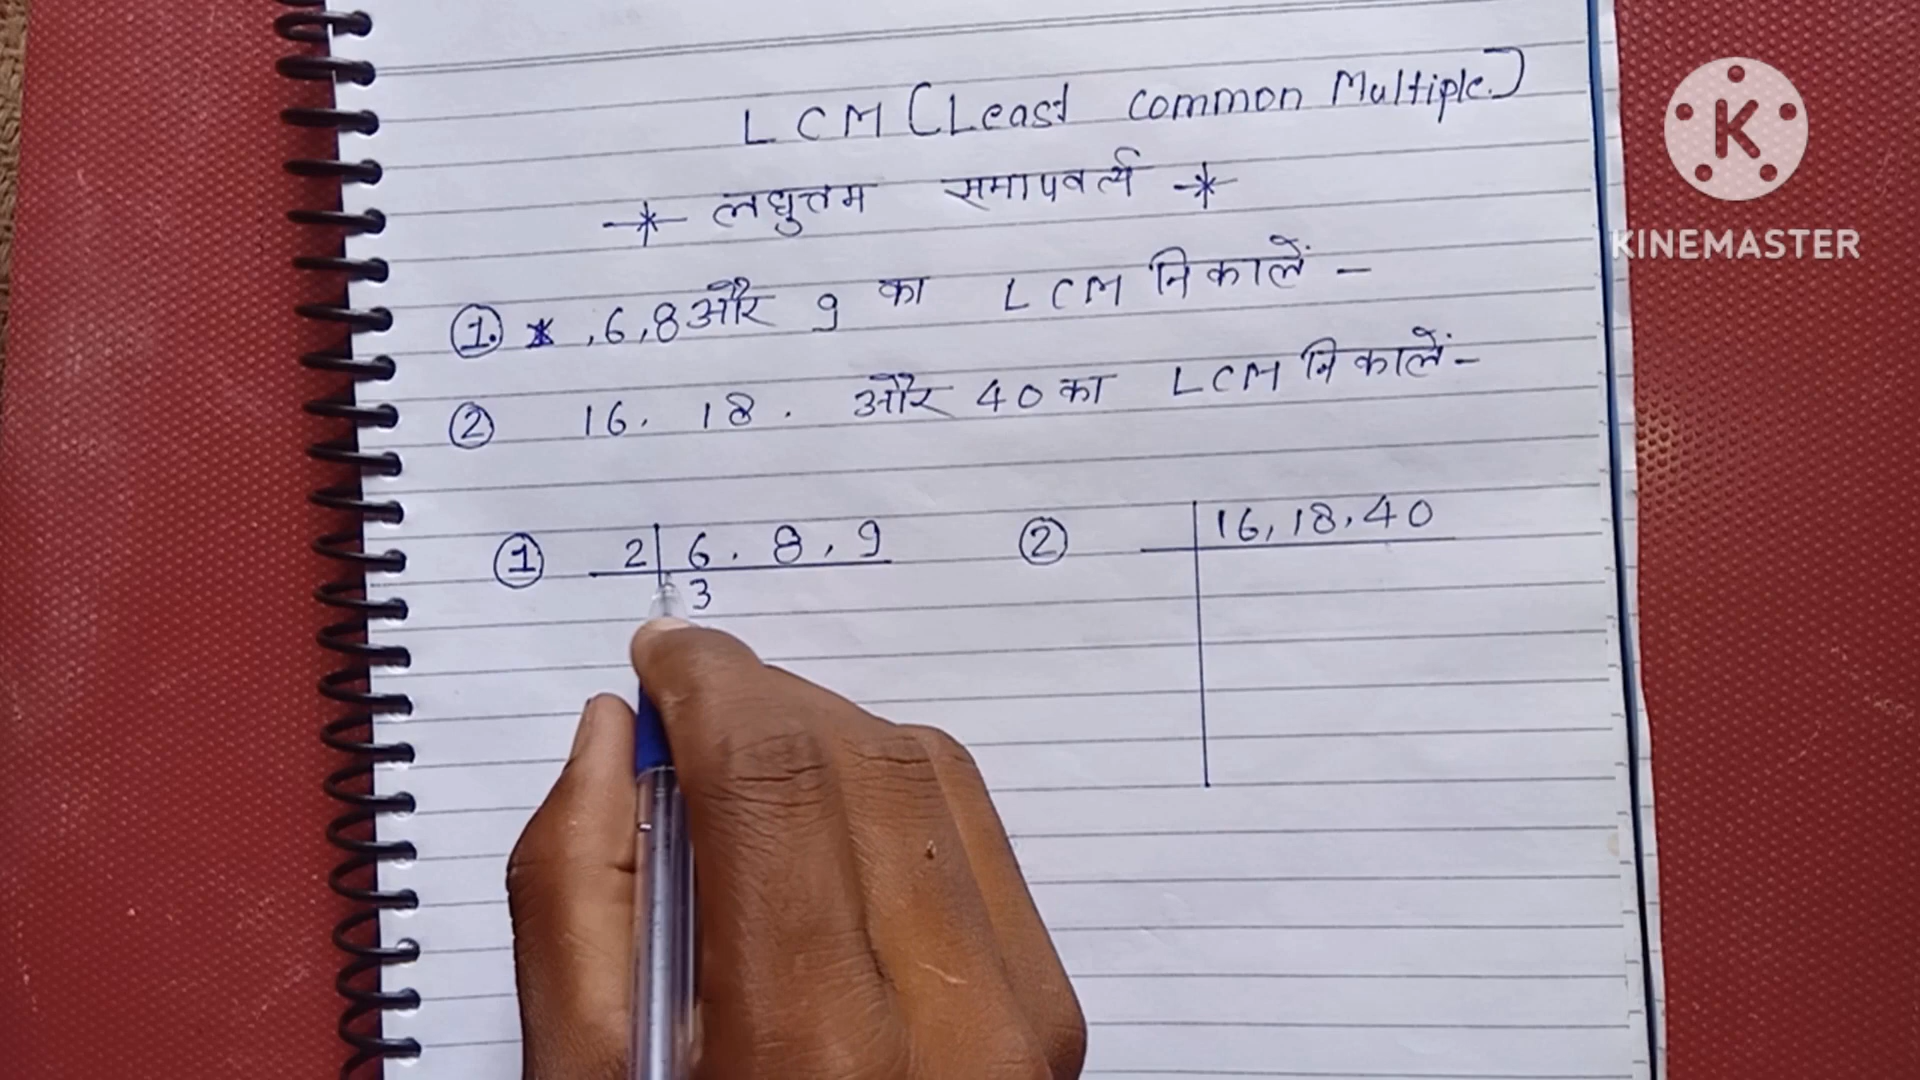 LCM (Least common Multiple.)
लघुत्तम समापवर्त्य
1. ,6,8 और 9 का LCM निकालें -
2 16. 18. और 40 का LCM निकालें -
1 2 6. 8, 9
3
2 16, 18, 40
K
KINEMASTER